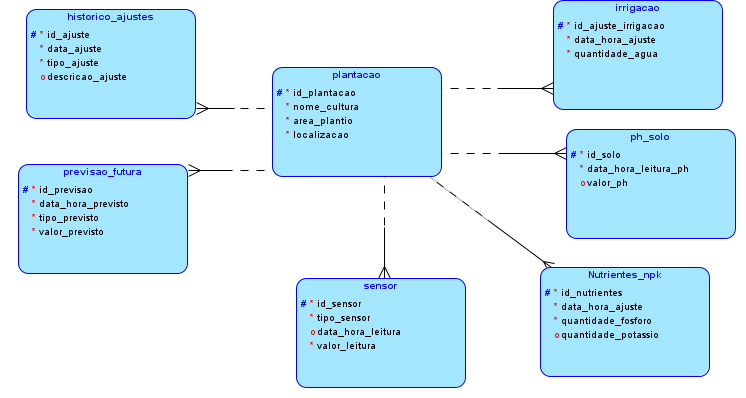 historico_ajustes
# * id_ajuste
* data_ajuste
* tipo_ajuste
o descricao_ajuste
irrigacao
# * id_ajuste_irrigacao
* data_hora_ajuste
* quantidade_agua
plantacao
# * id_plantacao
* nome_cultura
* area_plantio
* localizacao
ph_solo
# * id_solo
* data_hora_leitura_ph
o valor_ph
previsao_futura
# * id_previsao
* data_hora_previsto
* tipo_previsto
* valor_previsto
sensor
# * id_sensor
* tipo_sensor
o data_hora_leitura
* valor_leitura
Nutrientes_npk
# * id_nutrientes
* data_hora_ajuste
* quantidade_fosforo
o quantidade_potassio